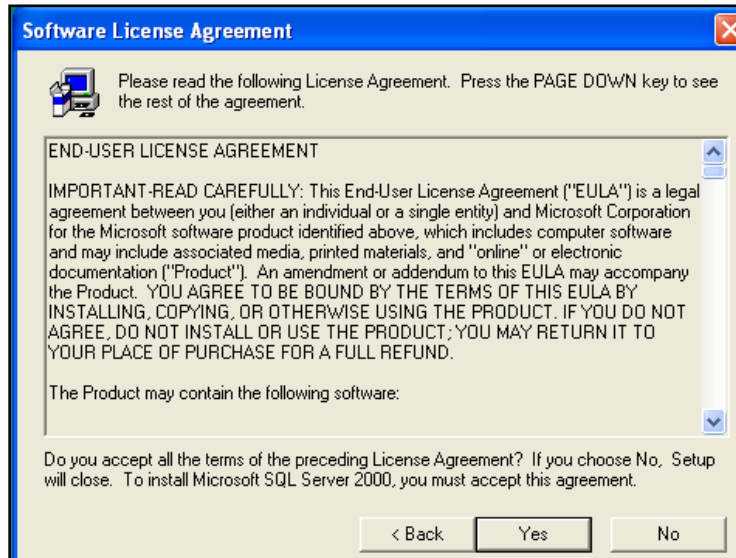 Software License Agreement
Please read the following License Agreement. Press the PAGE DOWN key to see
the rest of the agreement.
END-USER LICENSE AGREEMENT
IMPORTANT-READ CAREFULLY: This End-User License Agreement ("EULA") is a legal
agreement between you (either an individual or a single entity) and Microsoft Corporation
for the Microsoft software product identified above, which includes computer software
and may include associated media, printed materials, and "online" or electronic
documentation ("Product"). An amendment or addendum to this EULA may accompany
the Product. YOU AGREE TO BE BOUND BY THE TERMS OF THIS EULA BY
INSTALLING, COPYING, OR OTHERWISE USING THE PRODUCT. IF YOU DO NOT
AGREE, DO NOT INSTALL OR USE THE PRODUCT; YOU MAY RETURN IT TO
YOUR PLACE OF PURCHASE FOR A FULL REFUND.
The Product may contain the following software:
Do you accept all the terms of the preceding License Agreement? If you choose No, Setup
will close. To install Microsoft SQL Server 2000, you must accept this agreement.
< Back Yes No